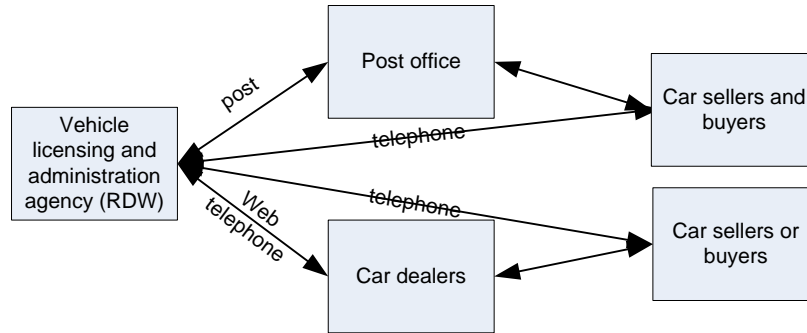 Post office
post
Car sellers and
buyers
Vehicle
licensing and
administration
agency (RDW)
telephone
telephone
Web
telephone
Car sellers or
buyers
Car dealers